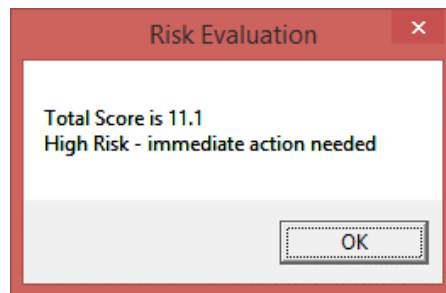 Risk Evaluation
Total Score is 11.1
High Risk - immediate action needed
OK